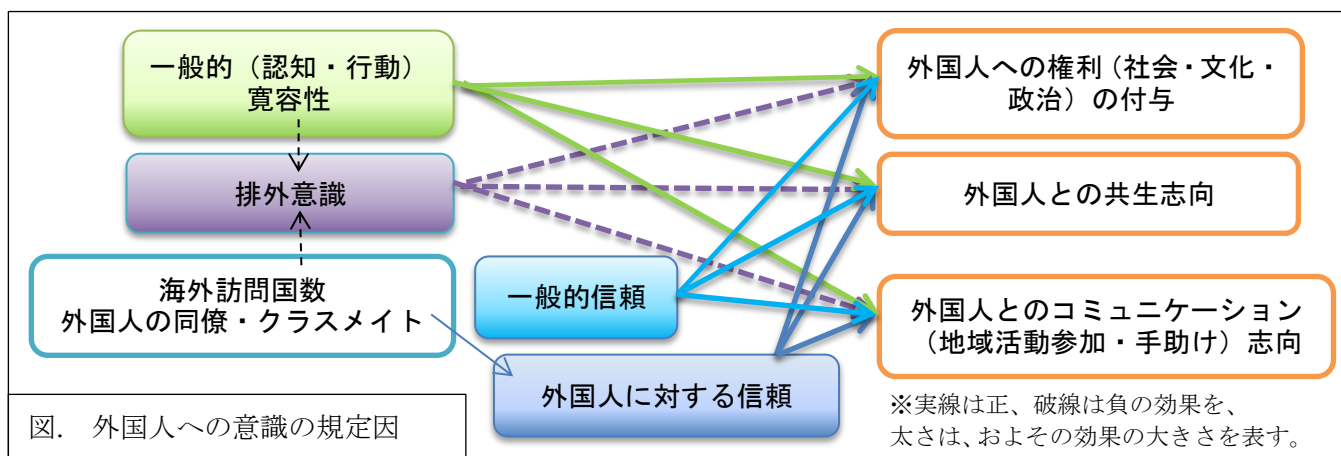 一般的（認知・行動）
寛容性
排外意識
海外訪問国数
外国人の同僚・クラスメイト
一般的信頼
外国人に対する信頼
外国人への権利（社会・文化・
政治）の付与
外国人との共生志向
外国人とのコミュニケーション
（地域活動参加・手助け）志向
※実線は正、破線は負の効果を、
太さは、およその効果の大きさを表す。
図.　外国人への意識の規定因